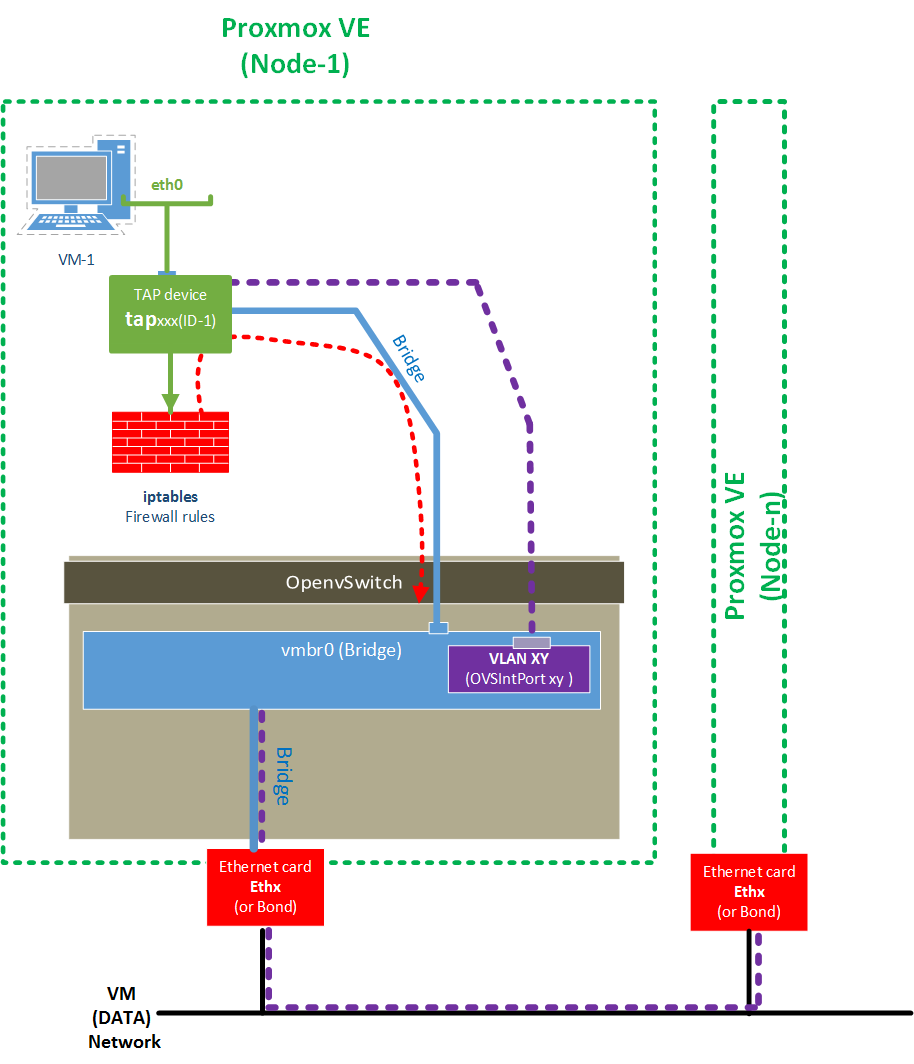 Proxmox VE
(Node-1)
eth0
VM-1
TAP device
tapxxx(ID-1)
Bridge
iptables
Firewall rules
OpenvSwitch
vmbr0 (Bridge)
VLAN XY
(OVSIntPort xy )
Bridge
Ethernet card
Ethx
(or Bond)
Proxmox VE
(Node-n)
Ethernet card
Ethx
(or Bond)
VM
(DATA)
Network